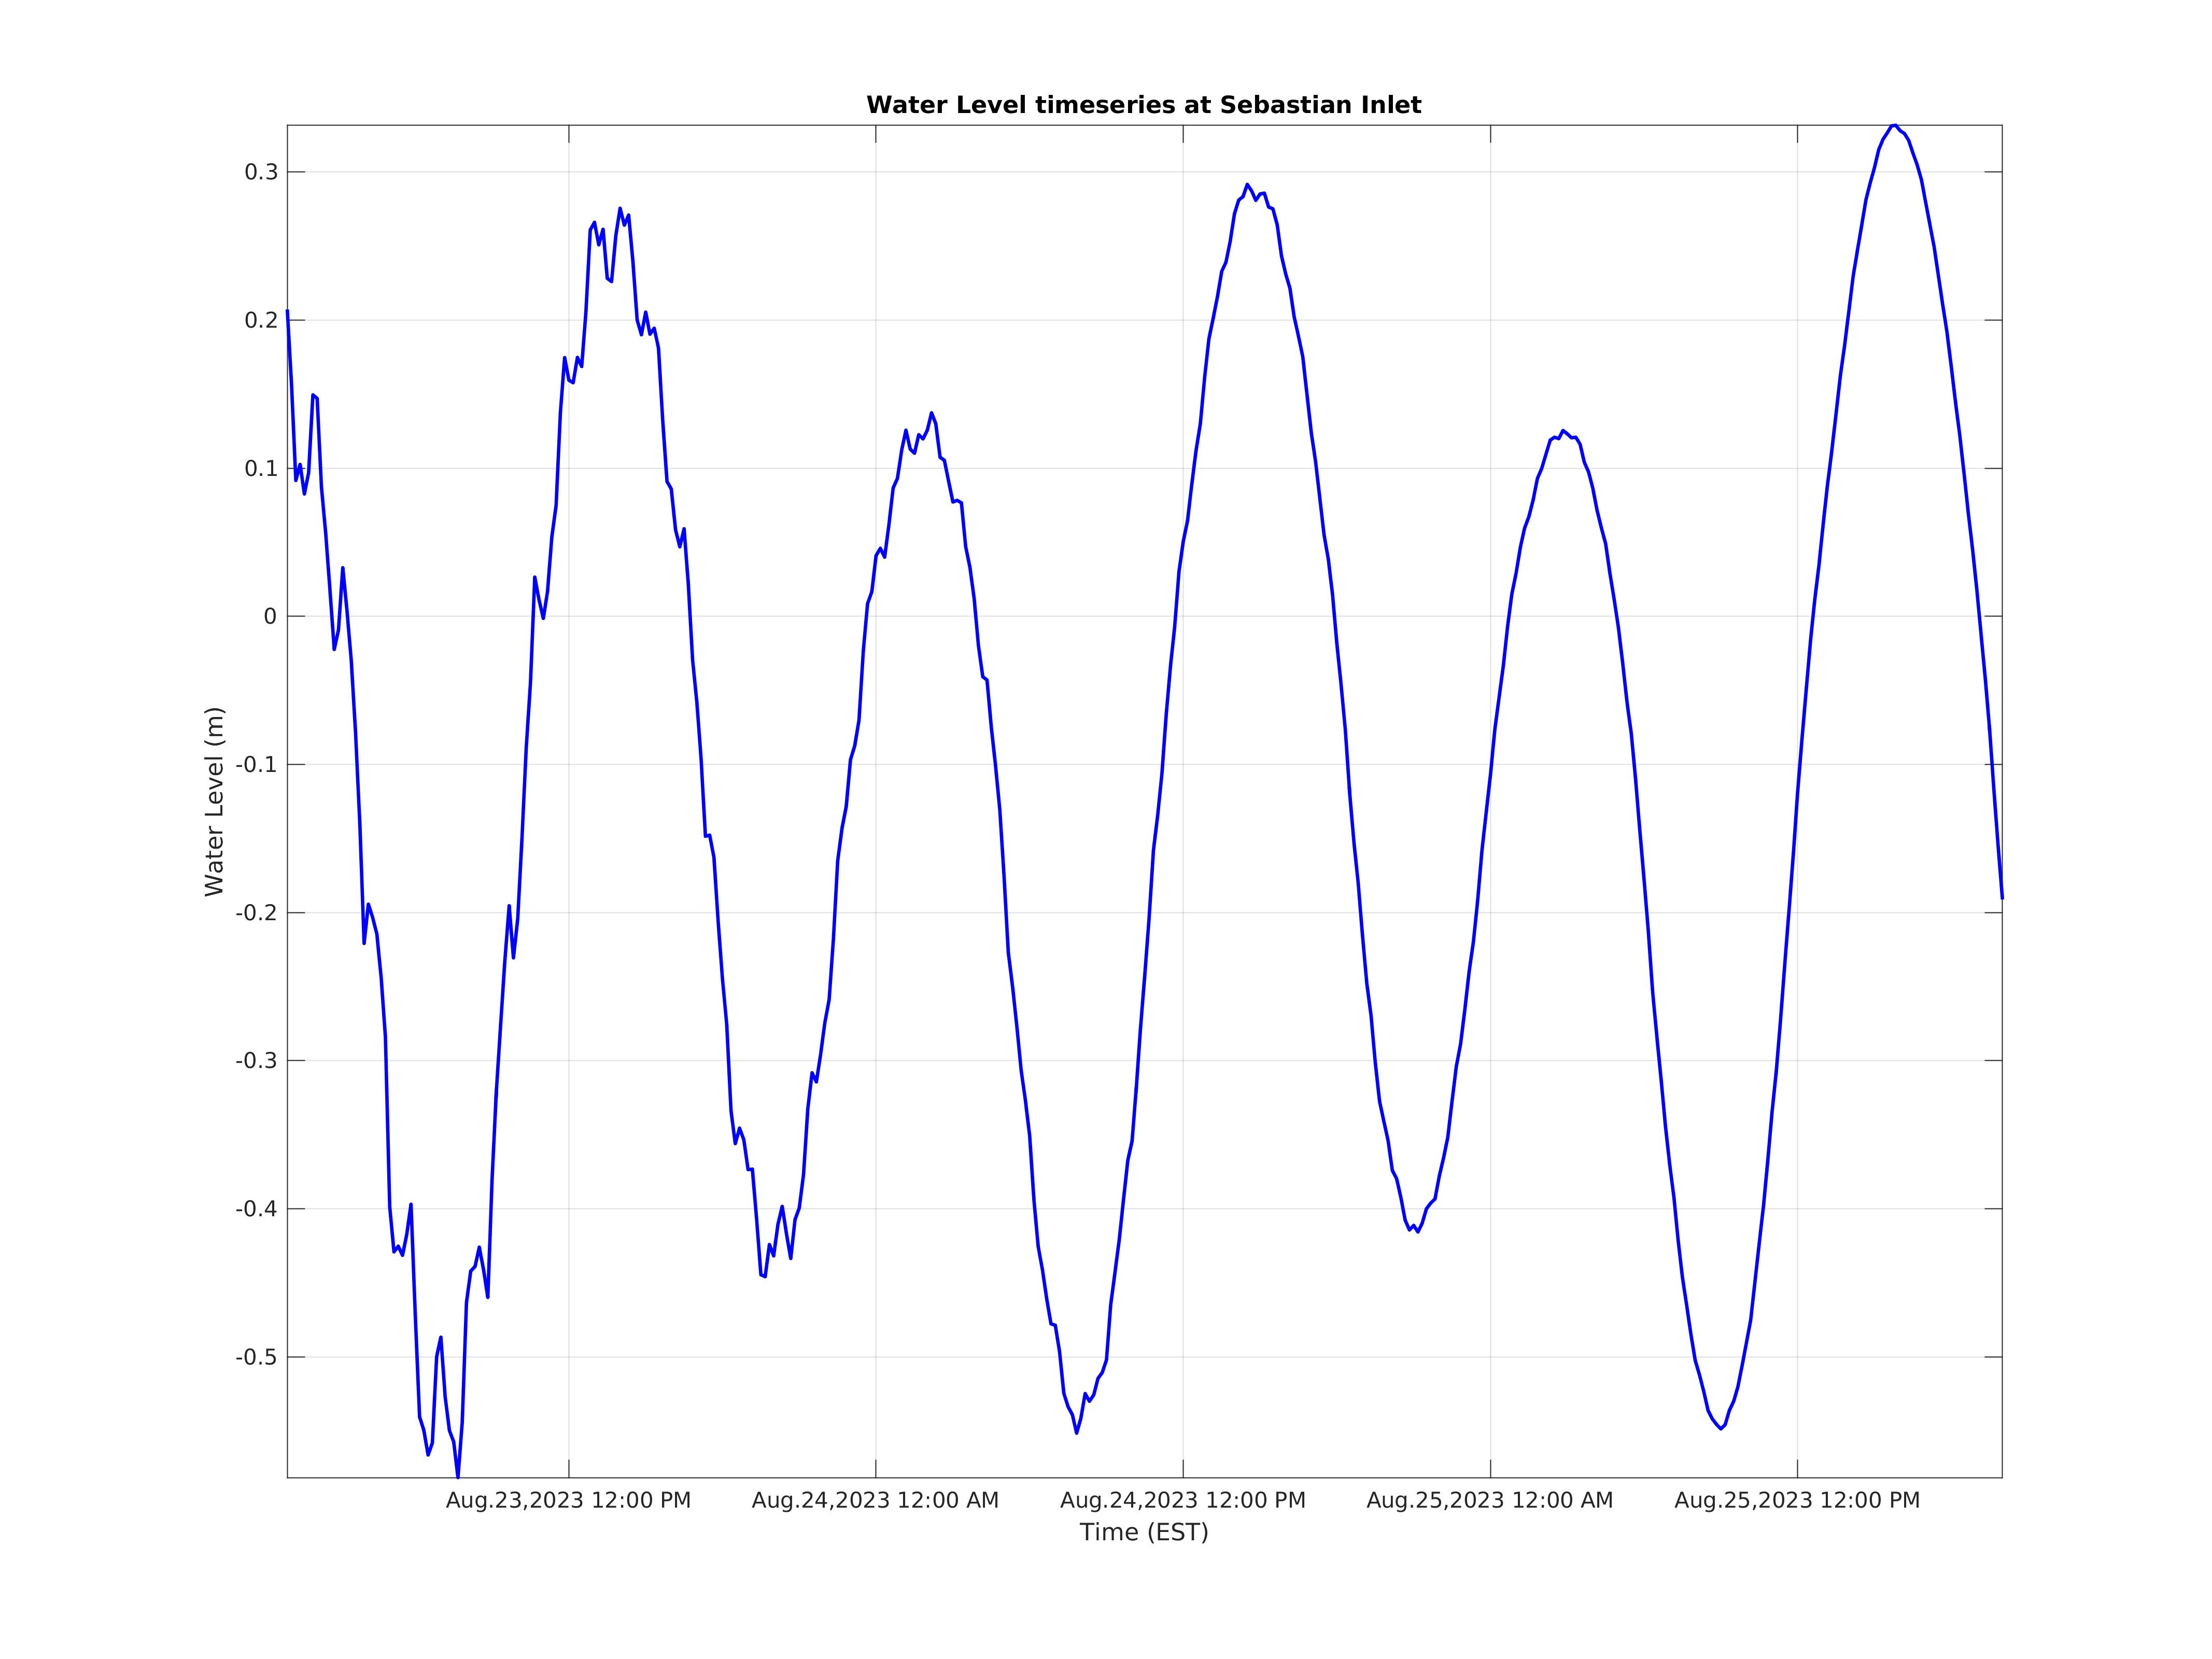 Water Level timeseries at Sebastian Inlet
0.3
0.2
0.1
0
-0.1
-0.2
-0.3
-0.4
-0.5
Water Level (m)
Aug.23,2023 12:00 PM
Aug.24,2023 12:00 AM
Aug.24,2023 12:00 PM
Aug.25,2023 12:00 AM
Aug.25,2023 12:00 PM
Time (EST)